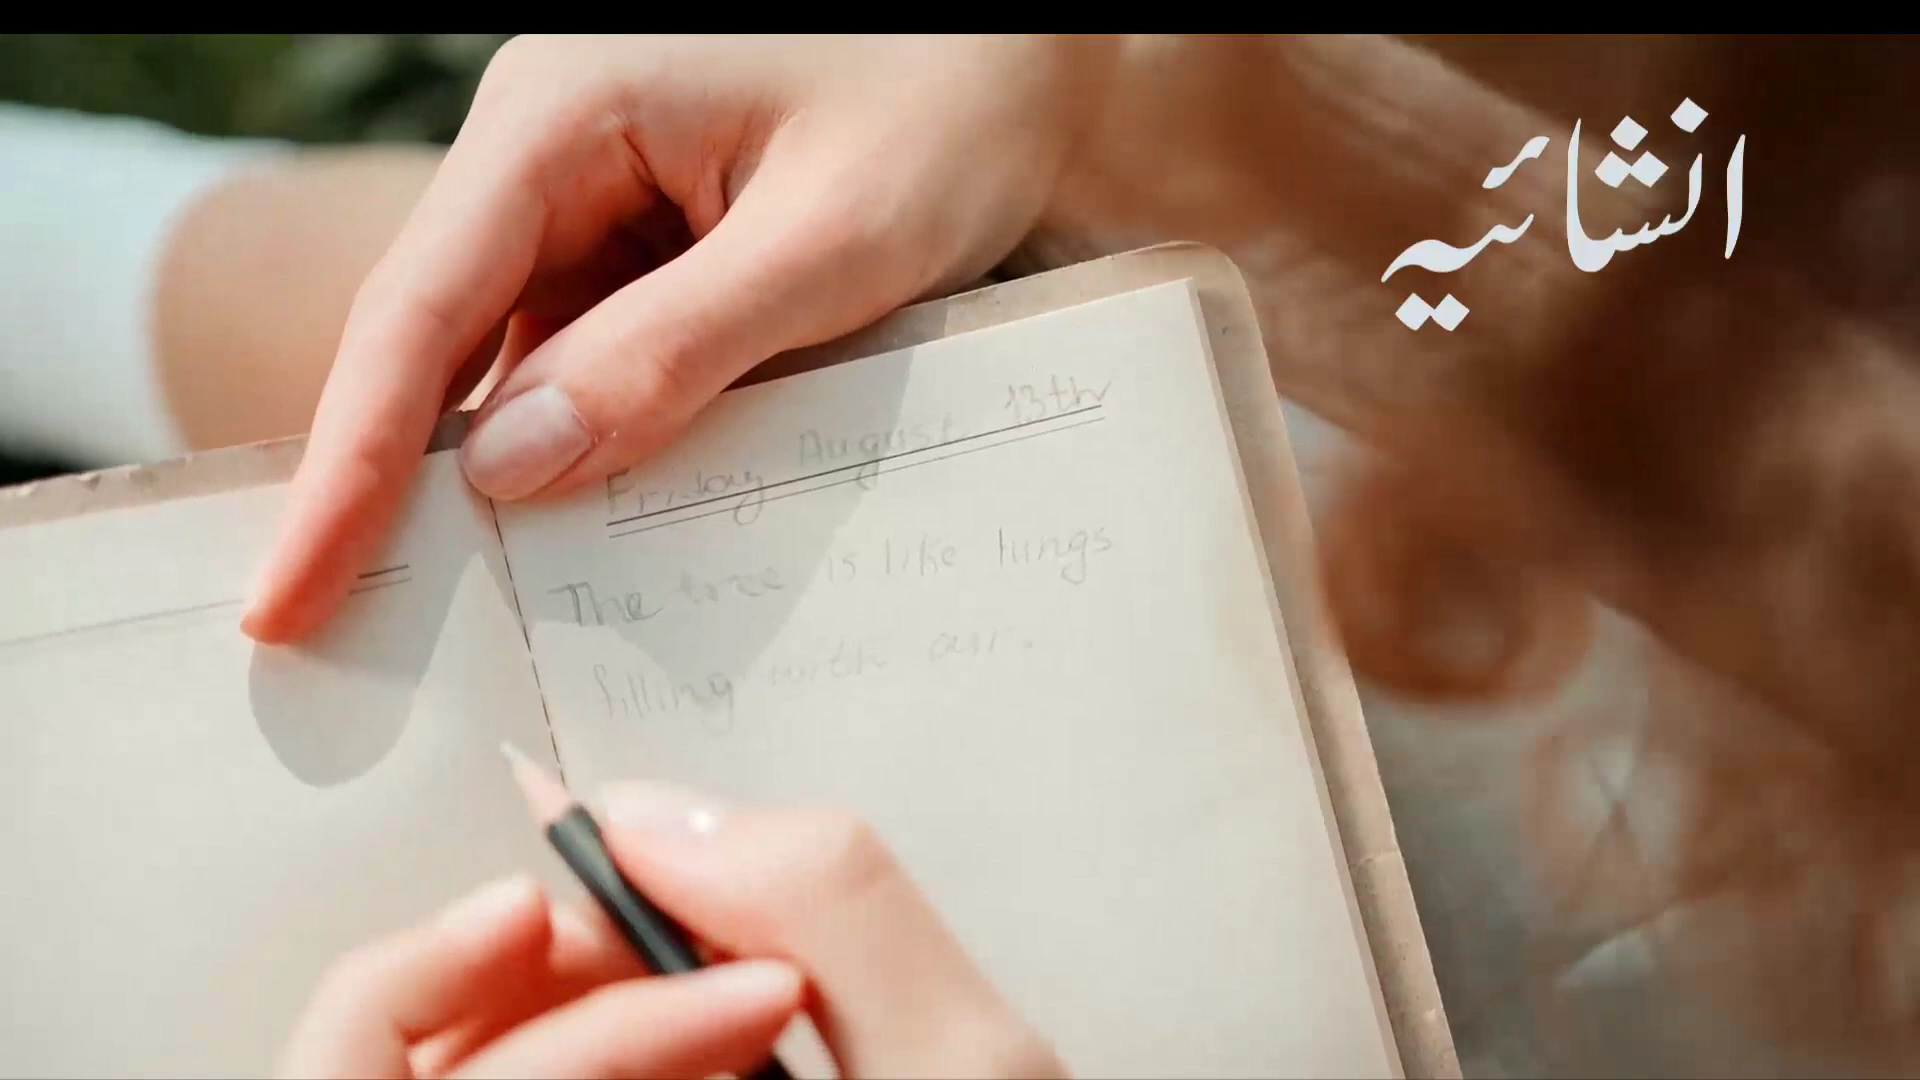 انشائیہ
Friday August 13th
The tree is like lungs
filling with air.